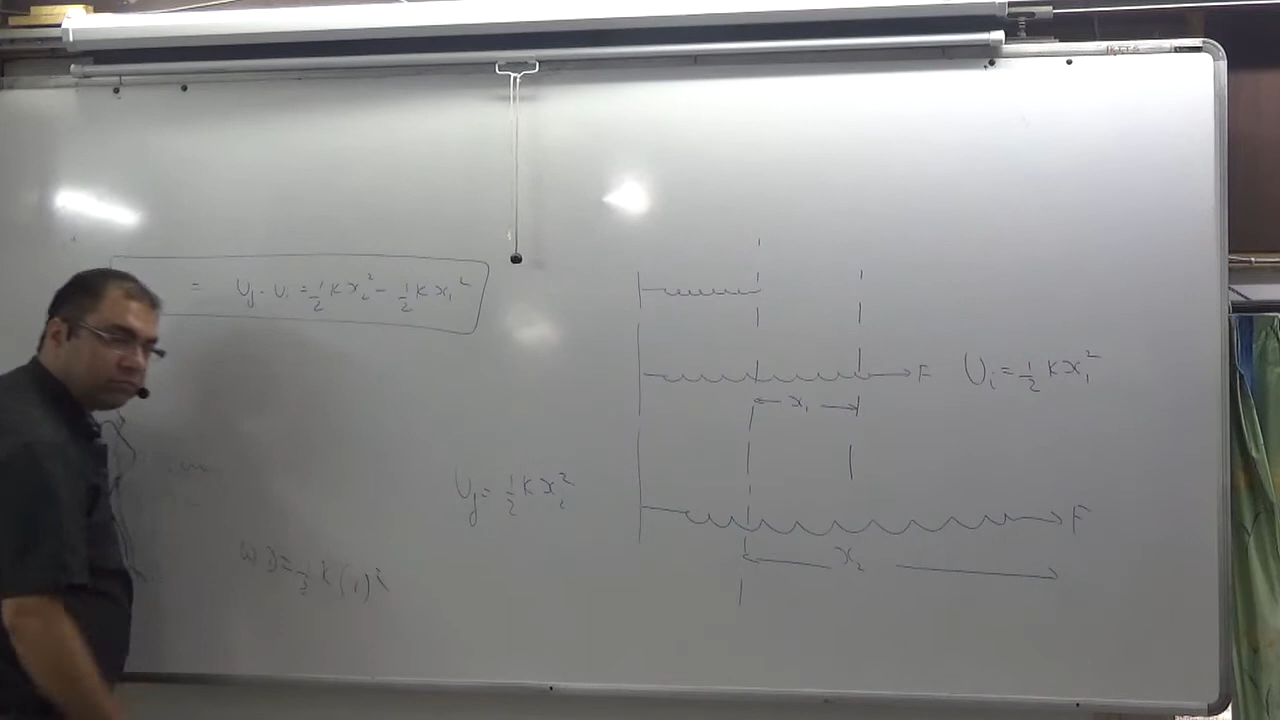 = Uf - Ui = 1/2 K x₂² - 1/2 K x₁²
F
Ui = 1/2 K x₁²
x₁
Uf = 1/2 K x₂²
F
x₂
W D = 1/2 K (1)²